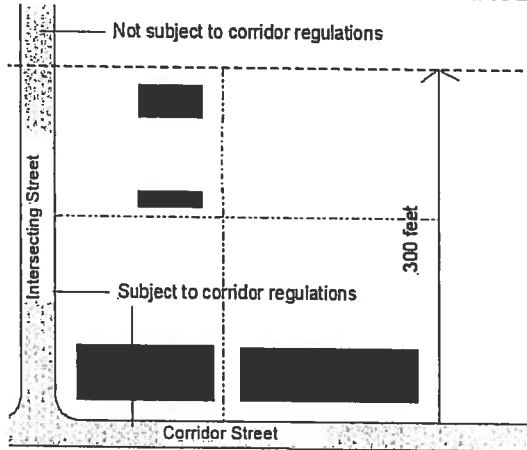 Not subject to corridor regulations
Intersecting Street
300 feet
Subject to corridor regulations
Corridor Street